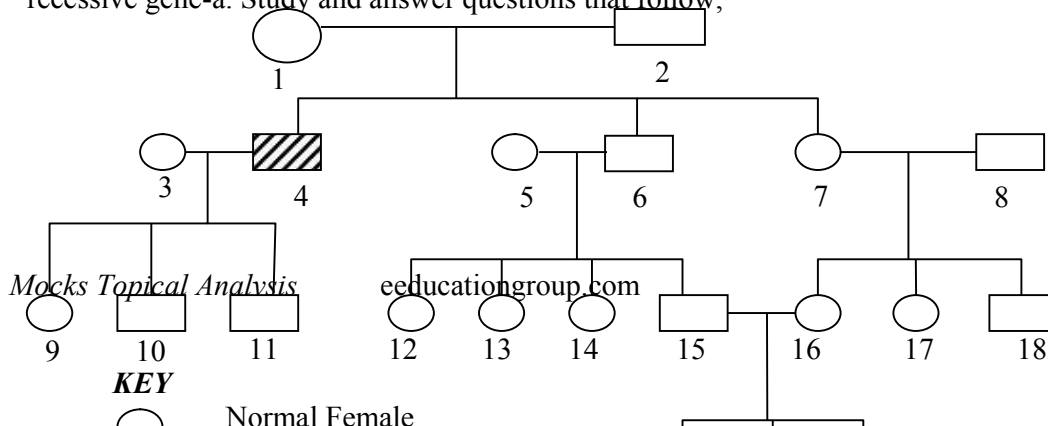 recessive gene-a. Study and answer questions that follow;
1
2
3
4
5
6
7
8
Mocks Topical Analysis eeducationgroup.com
9 10 11 12 13 14 15 16 17 18
KEY
Normal Female